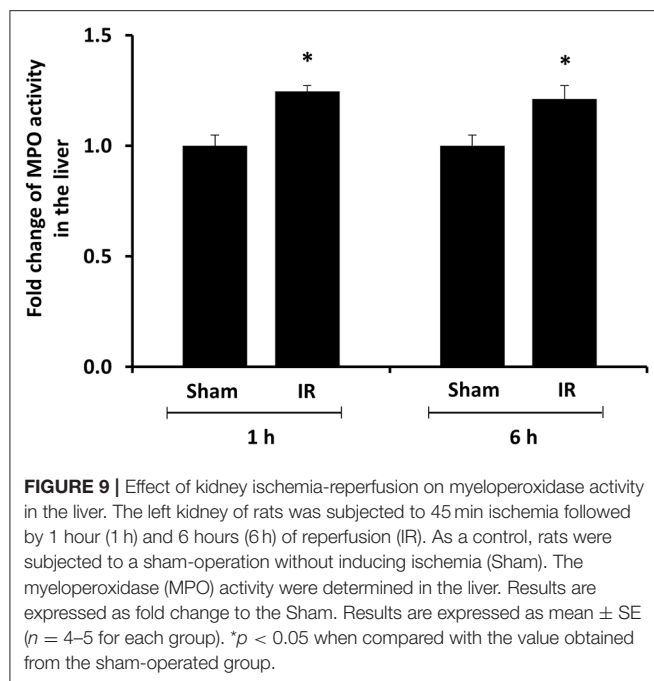 1.5
*
*
1.0
0.5
0.0
Fold change of MPO activity
in the liver
Sham IR Sham IR
1 h 6 h
FIGURE 9 | Effect of kidney ischemia-reperfusion on myeloperoxidase activity
in the liver. The left kidney of rats was subjected to 45 min ischemia followed
by 1 hour (1 h) and 6 hours (6 h) of reperfusion (IR). As a control, rats were
subjected to a sham-operation without inducing ischemia (Sham). The
myeloperoxidase (MPO) activity were determined in the liver. Results are
expressed as fold change to the Sham. Results are expressed as mean ± SE
(n = 4–5 for each group). *p < 0.05 when compared with the value obtained
from the sham-operated group.